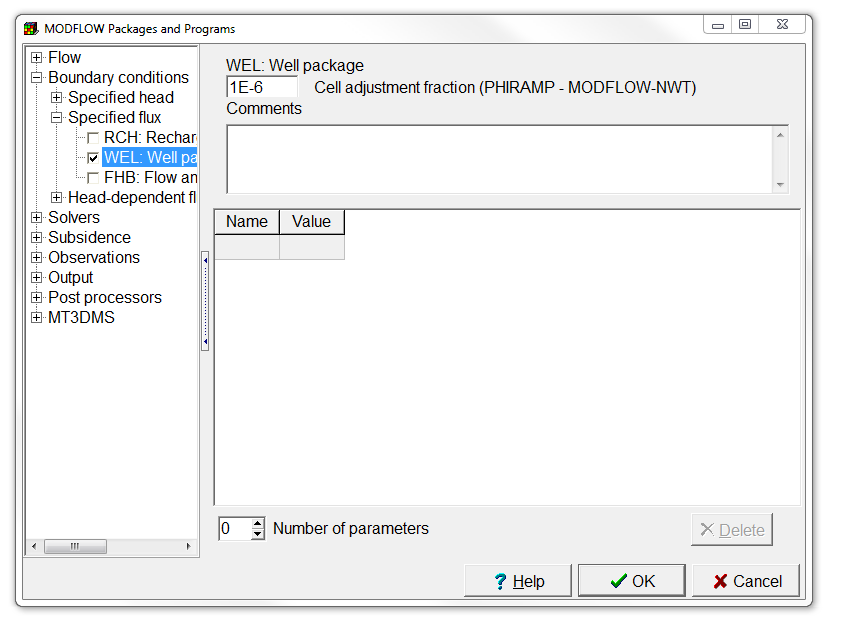 MODFLOW Packages and Programs
Flow
Boundary conditions
Specified head
Specified flux
RCH: Rechar
WEL: Well pa
FHB: Flow an
Head-dependent fl
Solvers
Subsidence
Observations
Output
Post processors
MT3DMS
WEL: Well package
1E-6 Cell adjustment fraction (PHIRAMP - MODFLOW-NWT)
Comments
Name Value
0 Number of parameters
Delete
? Help
OK
Cancel